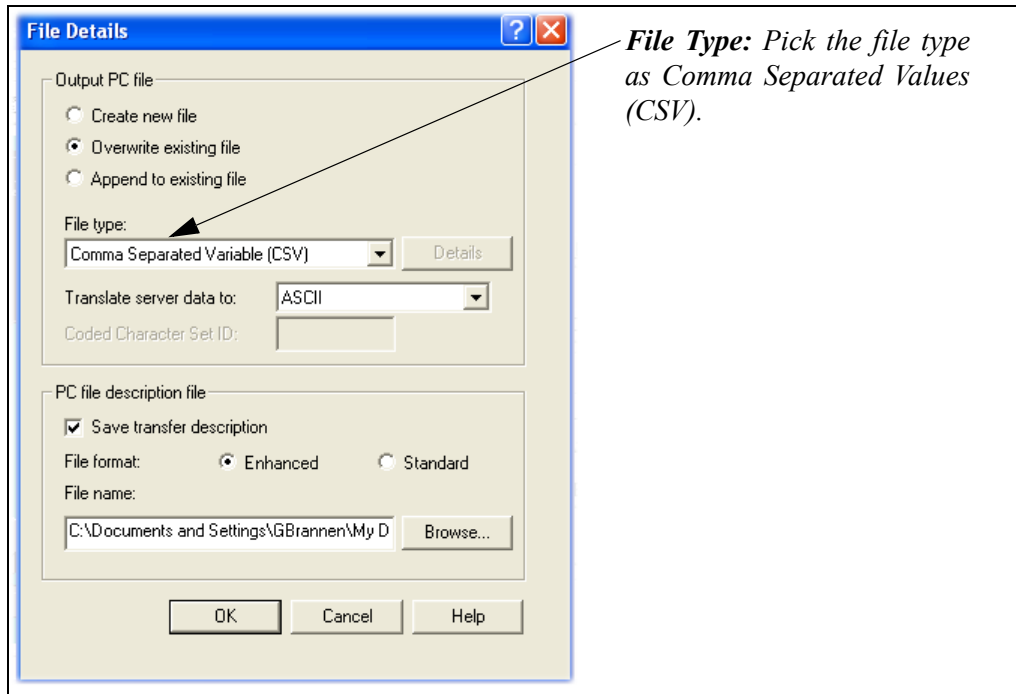 File Details
Output PC file
Create new file
Overwrite existing file
Append to existing file
File type:
Comma Separated Variable (CSV)
Details
Translate server data to:
ASCII
Coded Character Set ID:
PC file description file
Save transfer description
File format:
Enhanced
Standard
File name:
C:\Documents and Settings\GBrannen\My D
Browse...
OK
Cancel
Help
File Type: Pick the file type
as Comma Separated Values
(CSV).